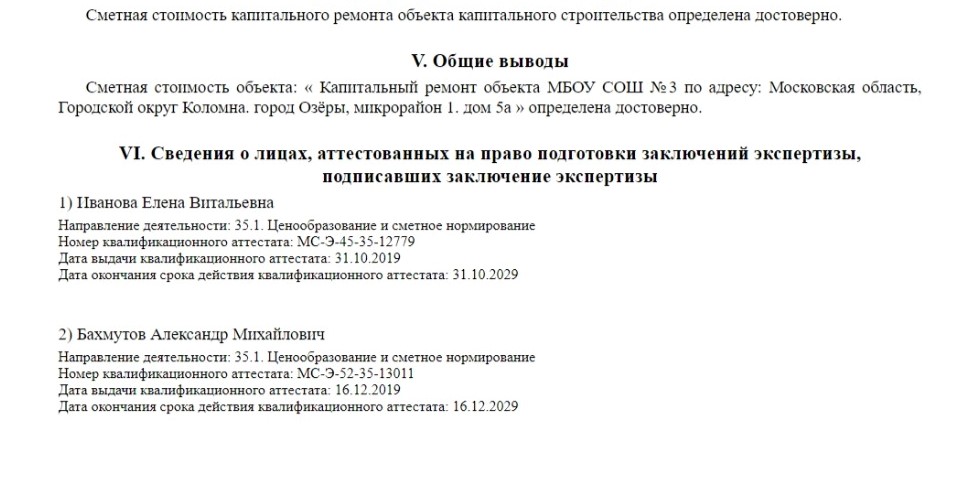 Сметная стоимость капитального ремонта объекта капитального строительства определена достоверно.
V. Общие выводы
Сметная стоимость объекта: « Капитальный ремонт объекта МБОУ СОШ №3 по адресу: Московская область,
Городской округ Коломна. город Озёры, микрорайон 1. дом 5а » определена достоверно.
VI. Сведения о лицах, аттестованных на право подготовки заключений экспертизы,
подписавших заключение экспертизы
1) Иванова Елена Витальевна
Направление деятельности: 35.1. Ценообразование и сметное нормирование
Номер квалификационного аттестата: МС-Э-45-35-12779
Дата выдачи квалификационного аттестата: 31.10.2019
Дата окончания срока действия квалификационного аттестата: 31.10.2029
2) Бахмутов Александр Михайлович
Направление деятельности: 35.1. Ценообразование и сметное нормирование
Номер квалификационного аттестата: МС-Э-52-35-13011
Дата выдачи квалификационного аттестата: 16.12.2019
Дата окончания срока действия квалификационного аттестата: 16.12.2029